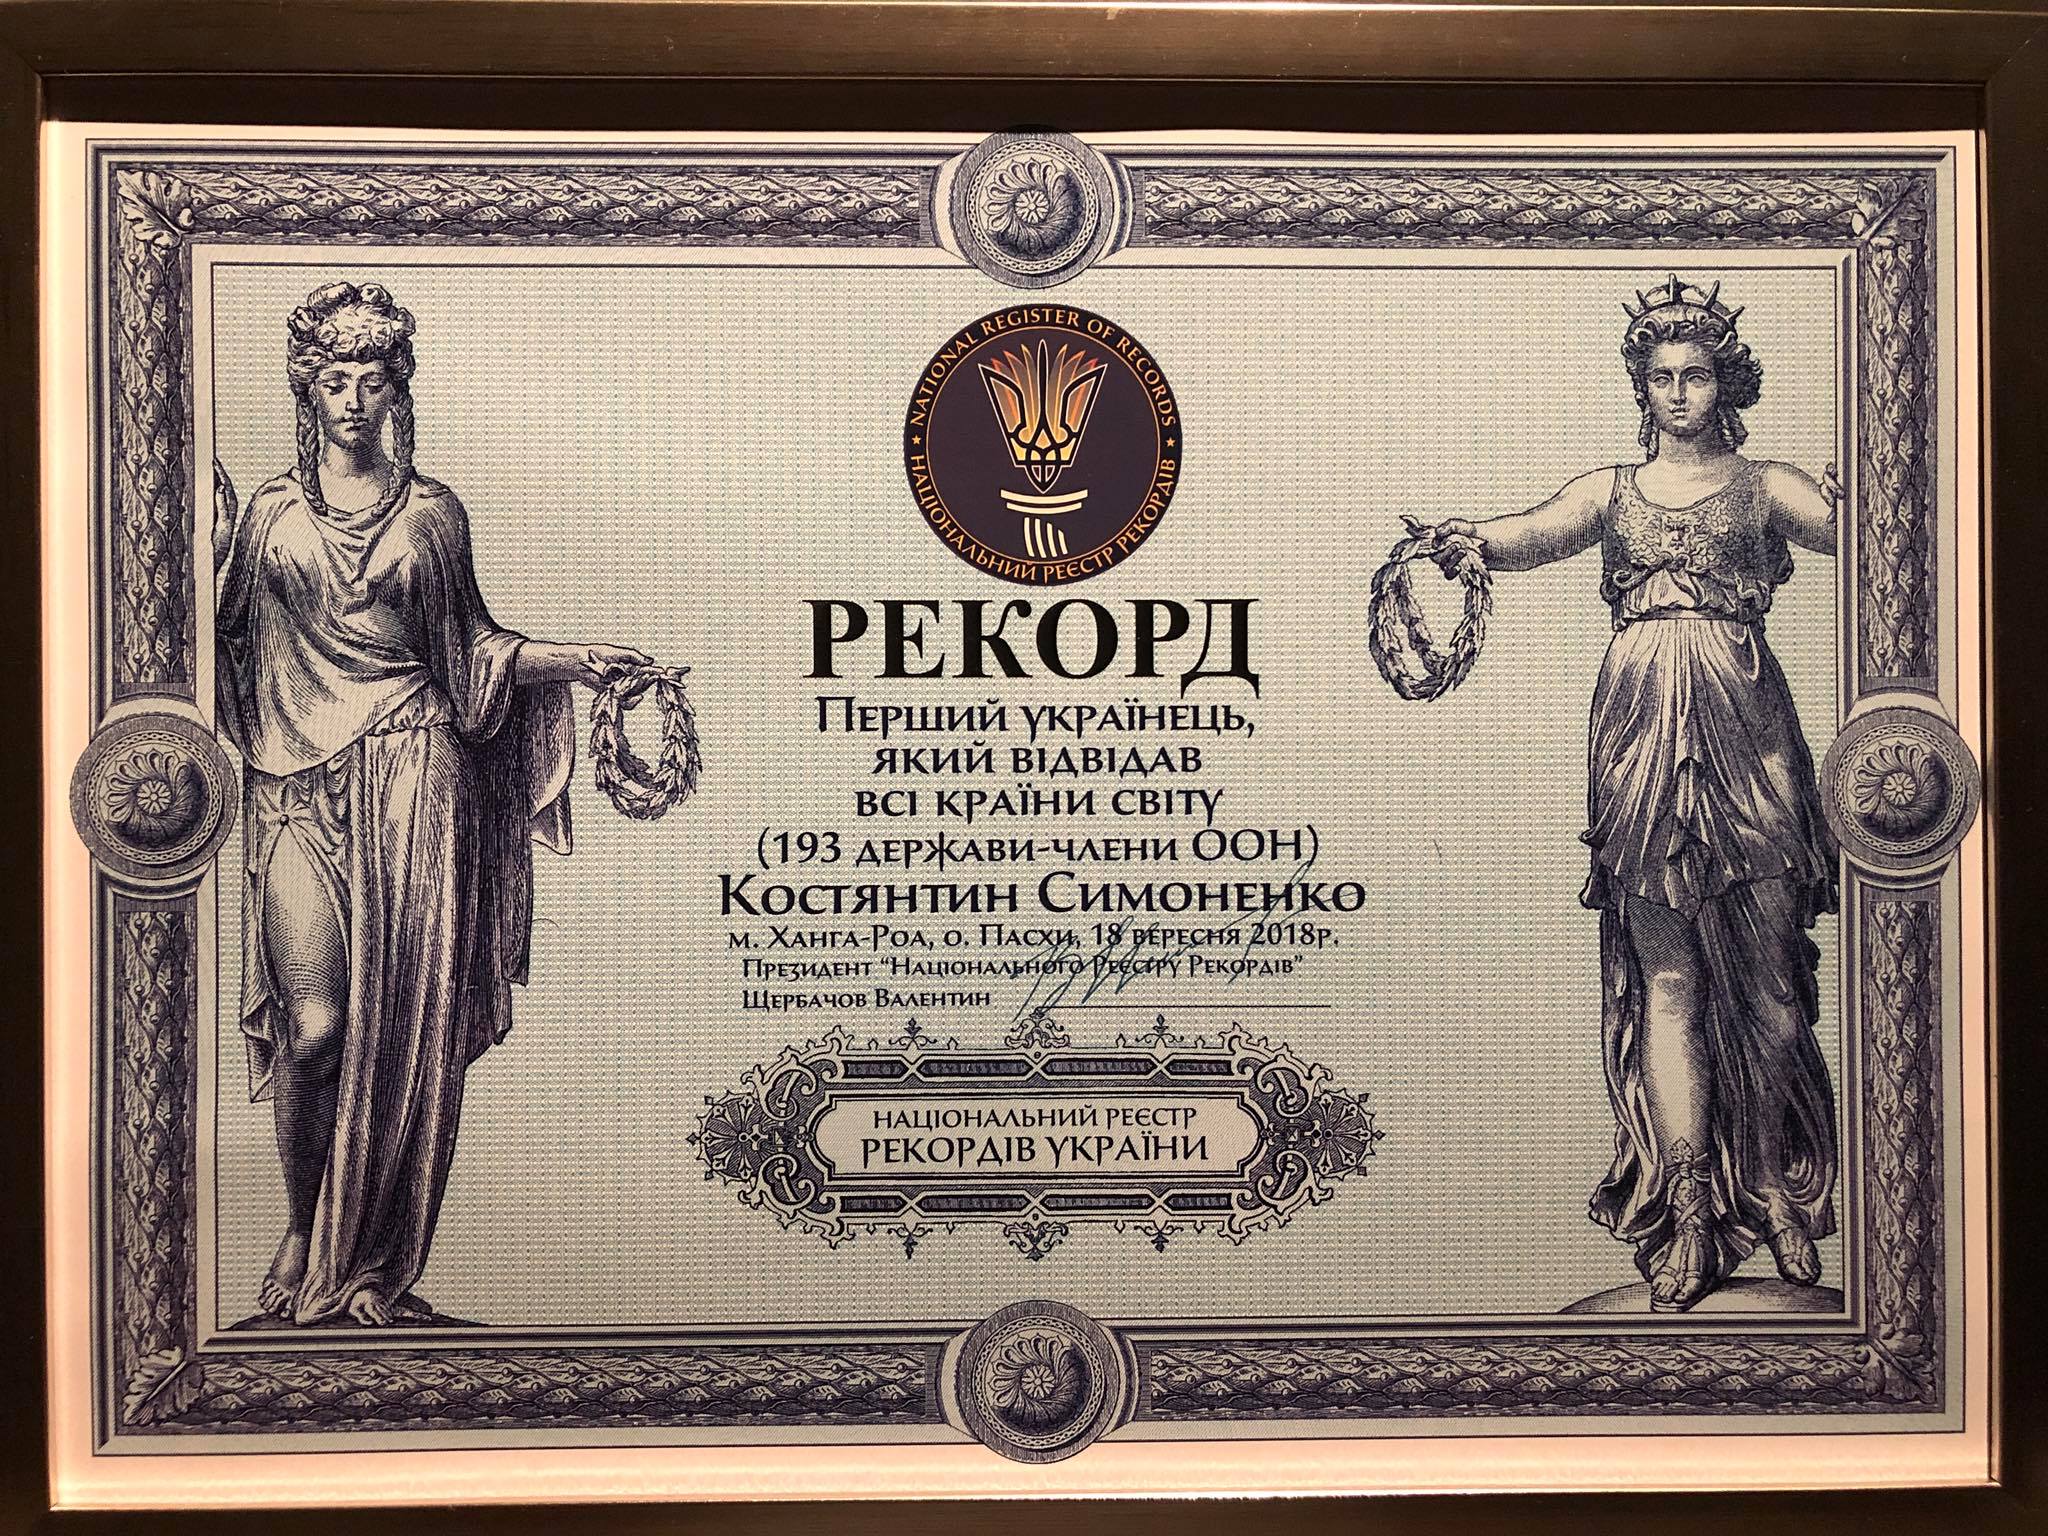 NATIONAL REGISTER OF RECORDS
НАЦІОНАЛЬНИЙ РЕЄСТР РЕКОРДІВ
РЕКОРД
Перший українець,
який відвідав
всі країни світу
(193 держави-члени ООН)
Костянтин Симоненко
м. Ханга-Роа, о. Пасхи, 18 вересня 2018р.
Президент "Національного Реєстру Рекордів"
Щербачов Валентин
НАЦІОНАЛЬНИЙ РЕЄСТР
РЕКОРДІВ УКРАЇНИ